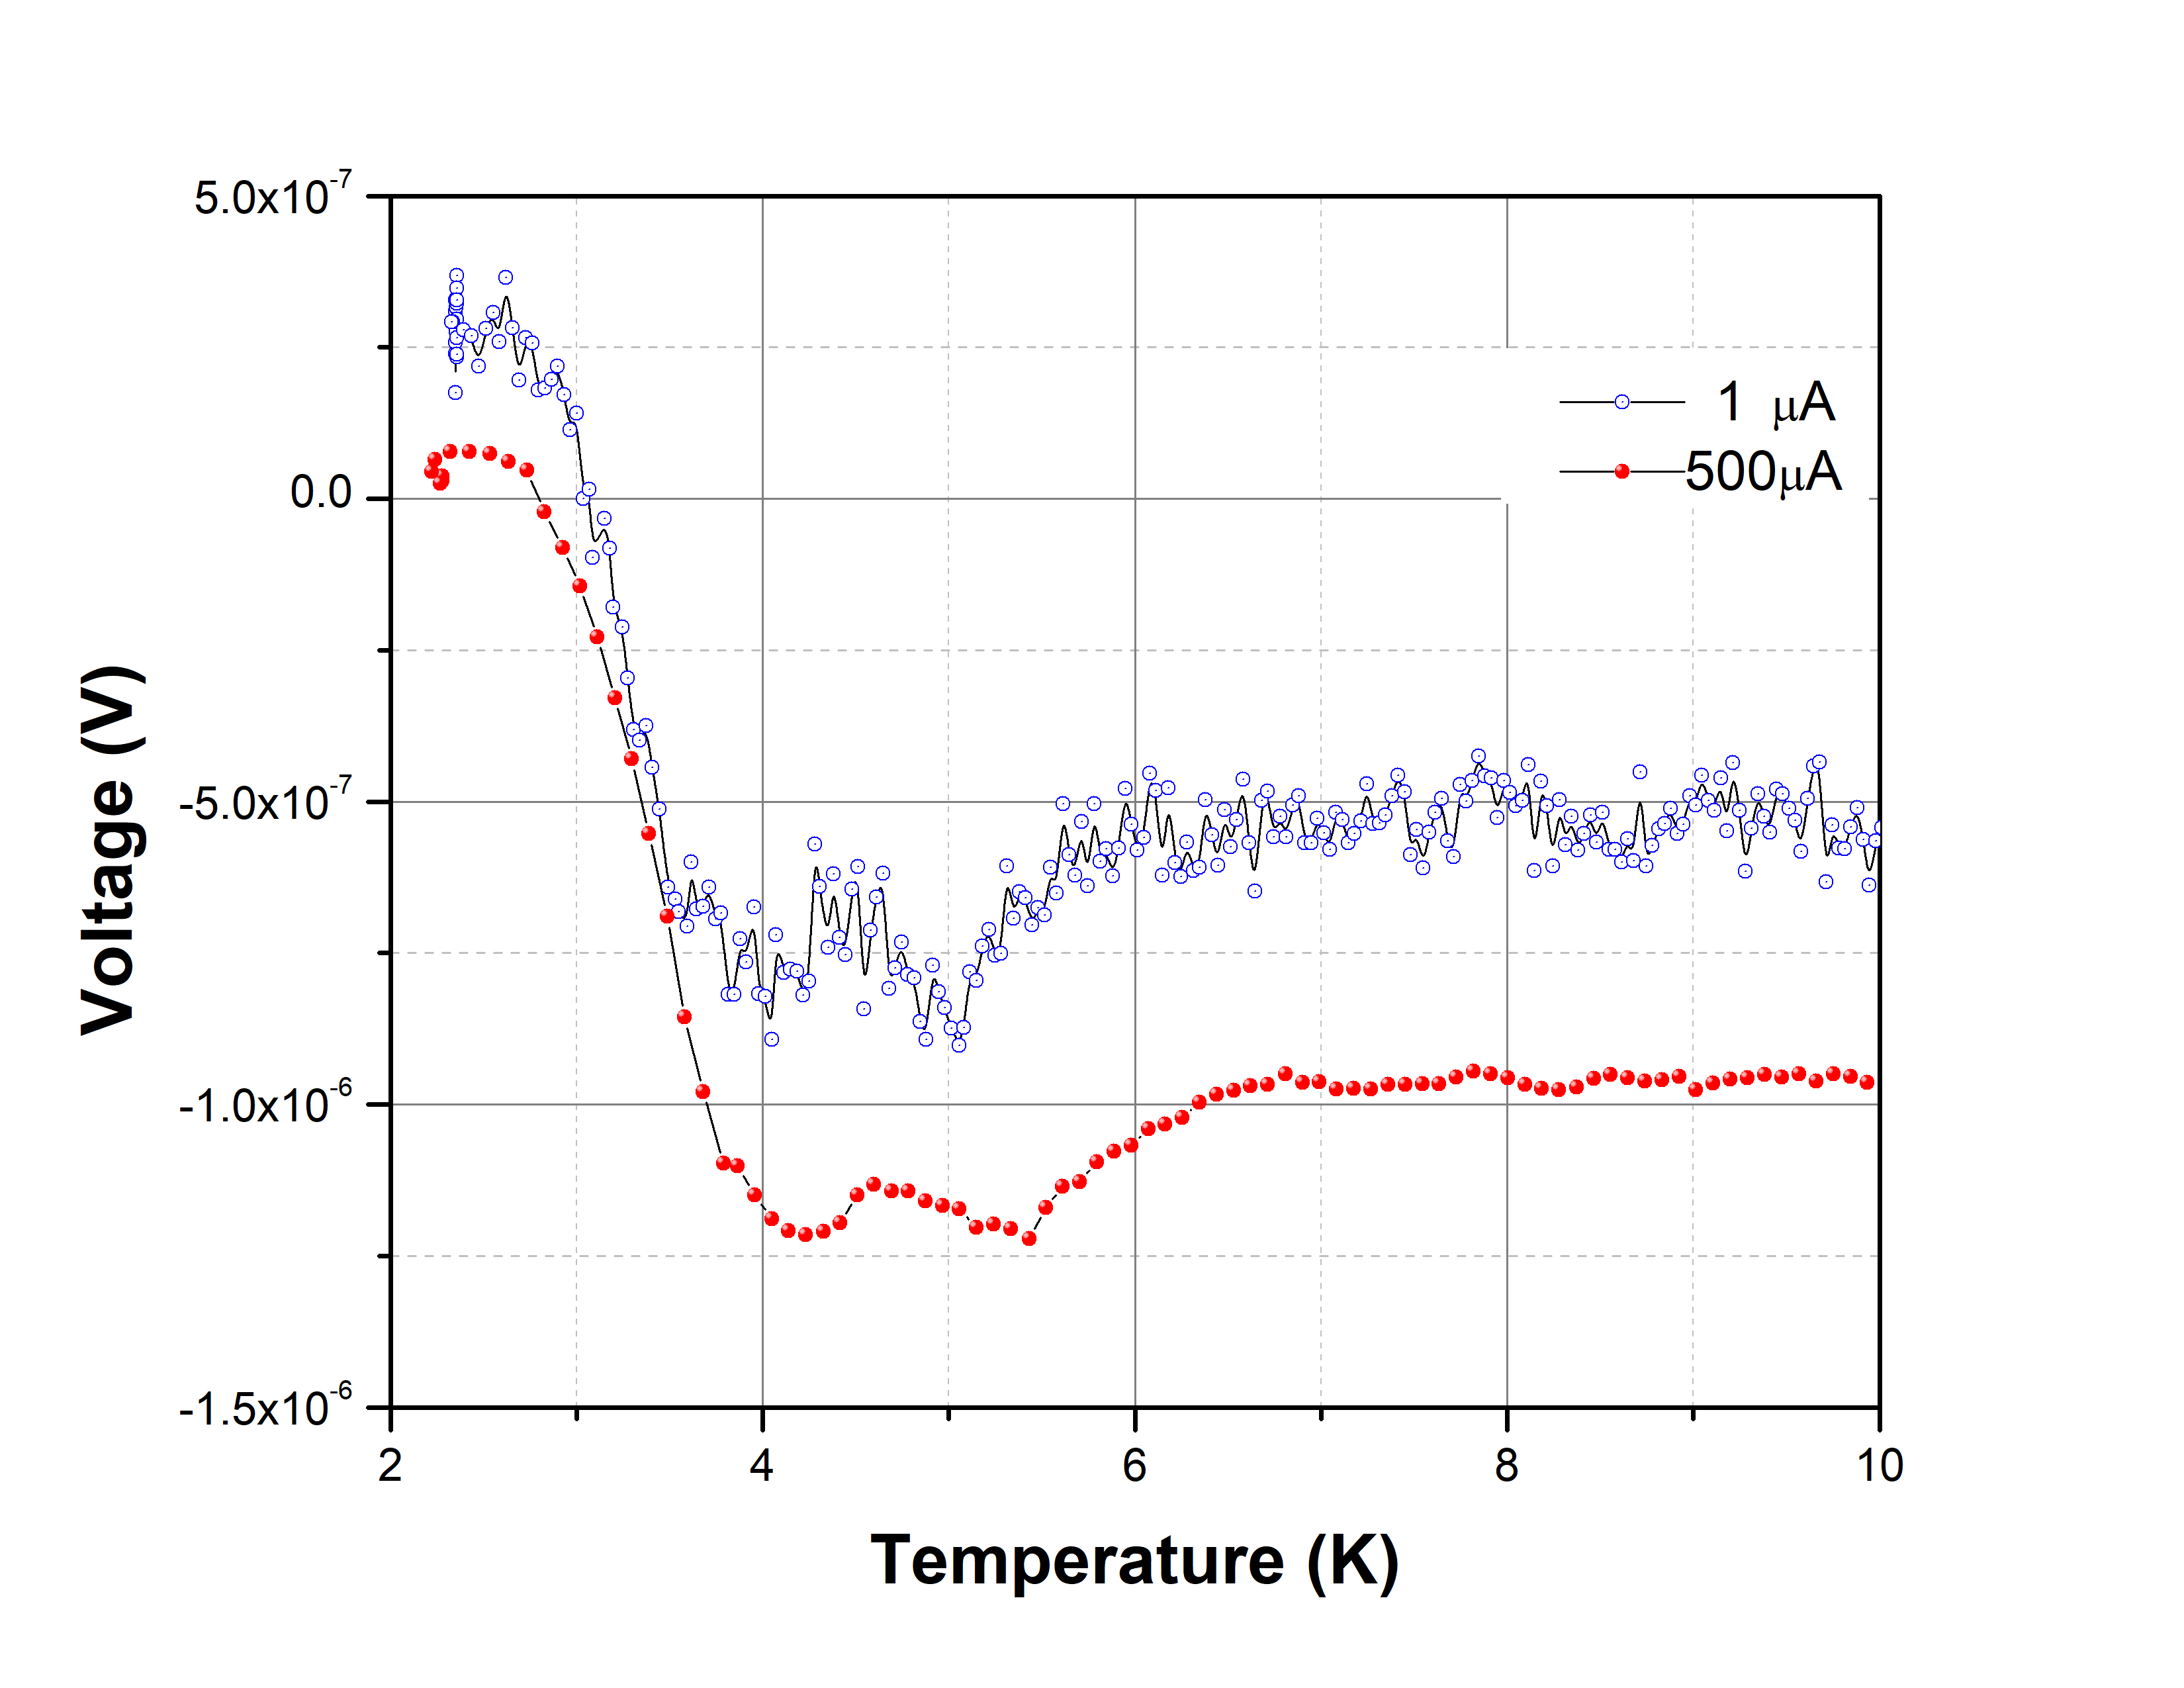 5.0x10⁻⁷
0.0
-5.0x10⁻⁷
-1.0x10⁻⁶
-1.5x10⁻⁶
Voltage (V)
1 μA
500μA
2 4 6 8 10
Temperature (K)